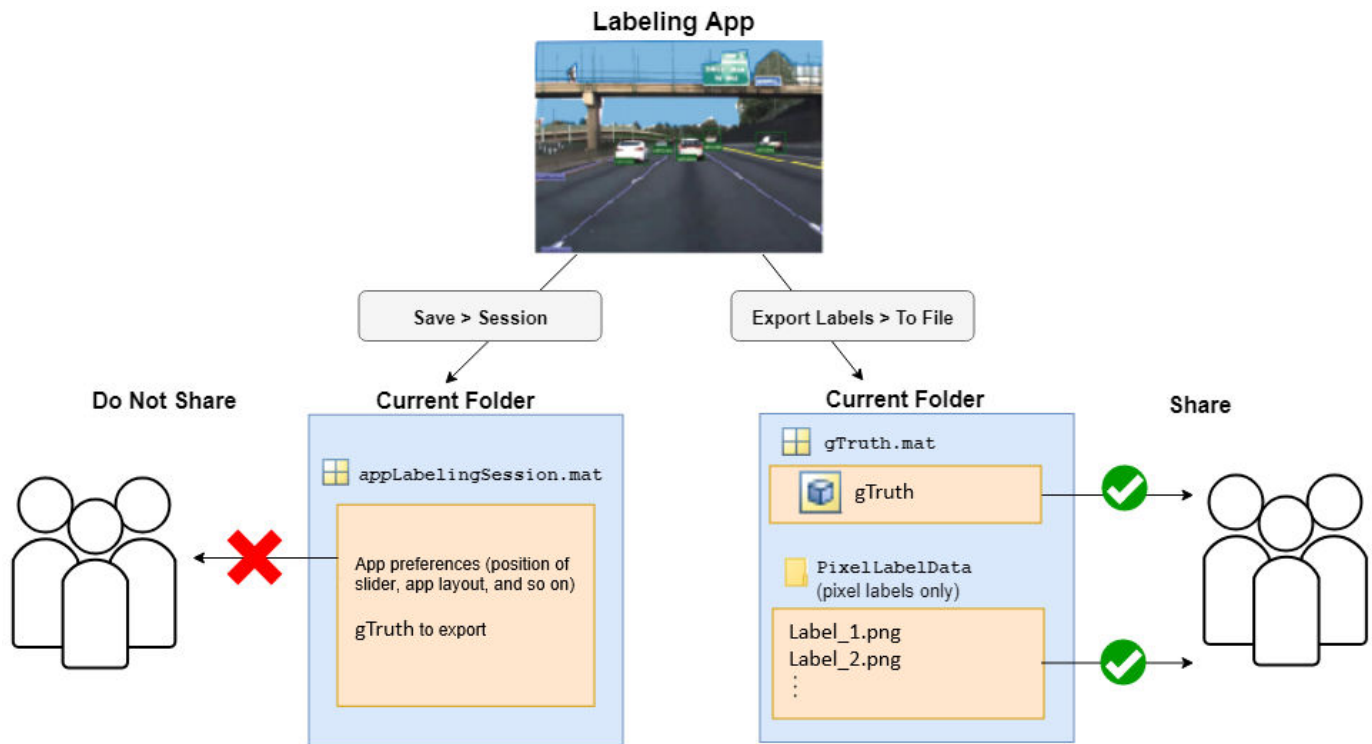 Labeling App
Save > Session
Export Labels > To File
Do Not Share
Current Folder
Current Folder
Share
appLabelingSession.mat
App preferences (position of
slider, app layout, and so on)
gTruth to export
gTruth.mat
gTruth
PixelLabelData
(pixel labels only)
Label_1.png
Label_2.png
⋮